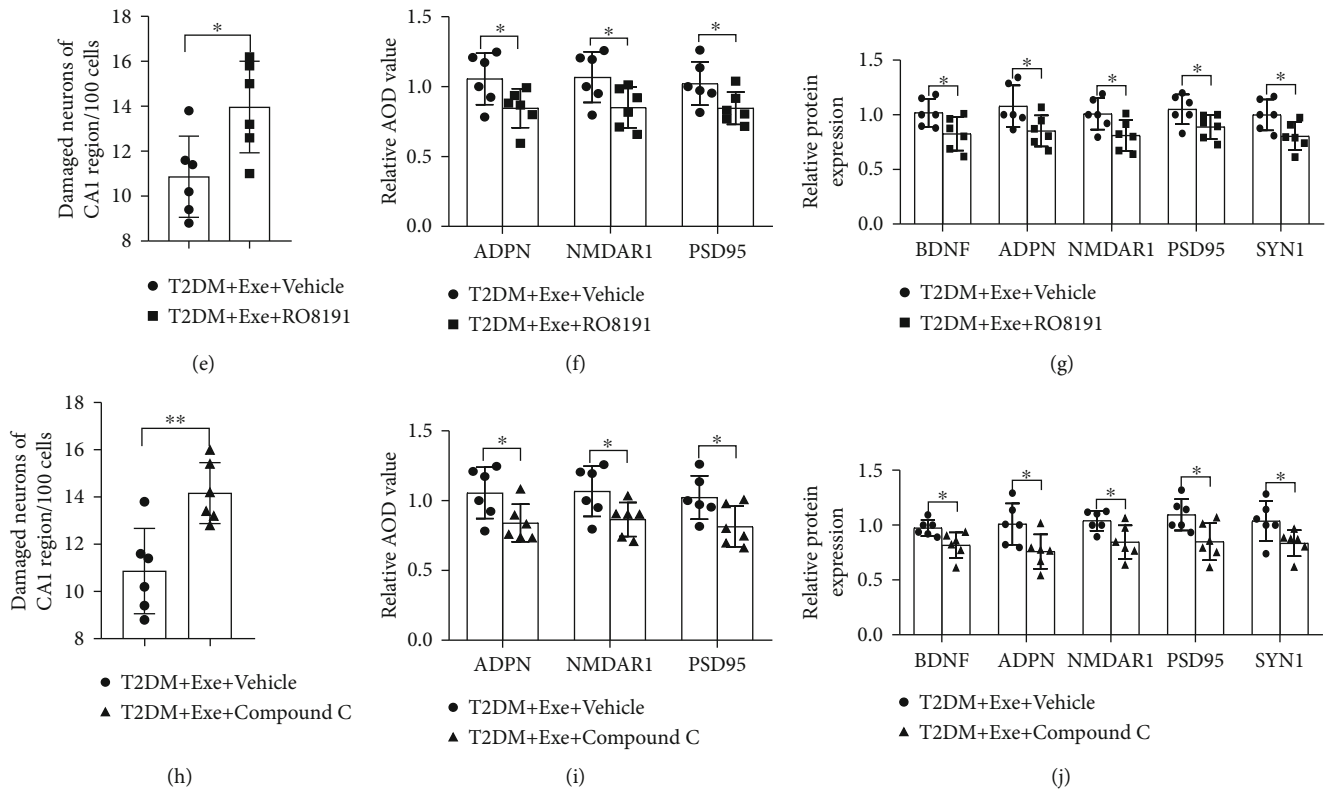 Damaged neurons of
CA1 region/100 cells
18
16
14
12
10
8
*
T2DM+Exe+Vehicle
T2DM+Exe+RO8191
(e)
Relative AOD value
1.5
1.0
0.5
0.0
* * *
ADPN NMDAR1 PSD95
T2DM+Exe+Vehicle
T2DM+Exe+RO8191
(f)
Relative protein
expression
1.5
1.0
0.5
0.0
* * * * *
BDNF ADPN NMDAR1 PSD95 SYN1
T2DM+Exe+Vehicle
T2DM+Exe+RO8191
(g)
Damaged neurons of
CA1 region/100 cells
18
16
14
12
10
8
**
T2DM+Exe+Vehicle
T2DM+Exe+Compound C
(h)
Relative AOD value
1.5
1.0
0.5
0.0
* * *
ADPN NMDAR1 PSD95
T2DM+Exe+Vehicle
T2DM+Exe+Compound C
(i)
Relative protein
expression
1.5
1.0
0.5
0.0
* * * * *
BDNF ADPN NMDAR1 PSD95 SYN1
T2DM+Exe+Vehicle
T2DM+Exe+Compound C
(j)